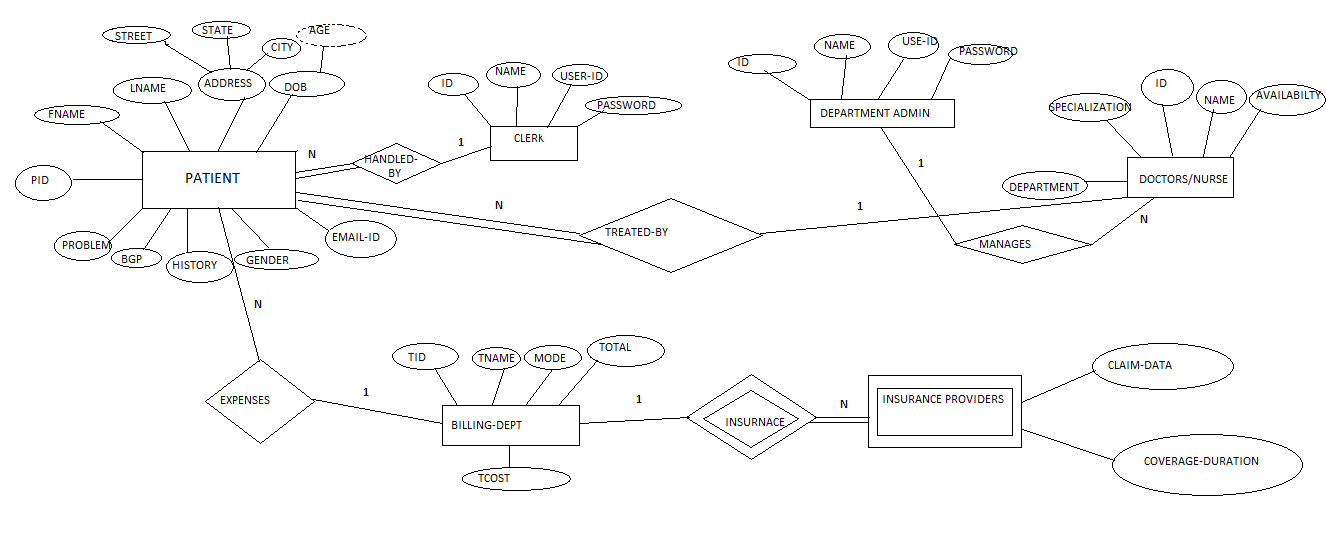 STREET
STATE
CITY
AGE
LNAME
ADDRESS
DOB
FNAME
PID
PATIENT
N
HANDLED-
BY
1
ID
NAME
USER-ID
PASSWORD
CLERK
ID
NAME
USE-ID
PASSWORD
DEPARTMENT ADMIN
SPECIALIZATION
ID
NAME
AVAILABILTY
DEPARTMENT
DOCTORS/NURSE
1
N
MANAGES
N
TREATED-BY
1
PROBLEM
BGP
HISTORY
GENDER
EMAIL-ID
N
EXPENSES
1
TID
TNAME
MODE
TOTAL
BILLING-DEPT
TCOST
1
INSURNACE
N
INSURANCE PROVIDERS
CLAIM-DATA
COVERAGE-DURATION